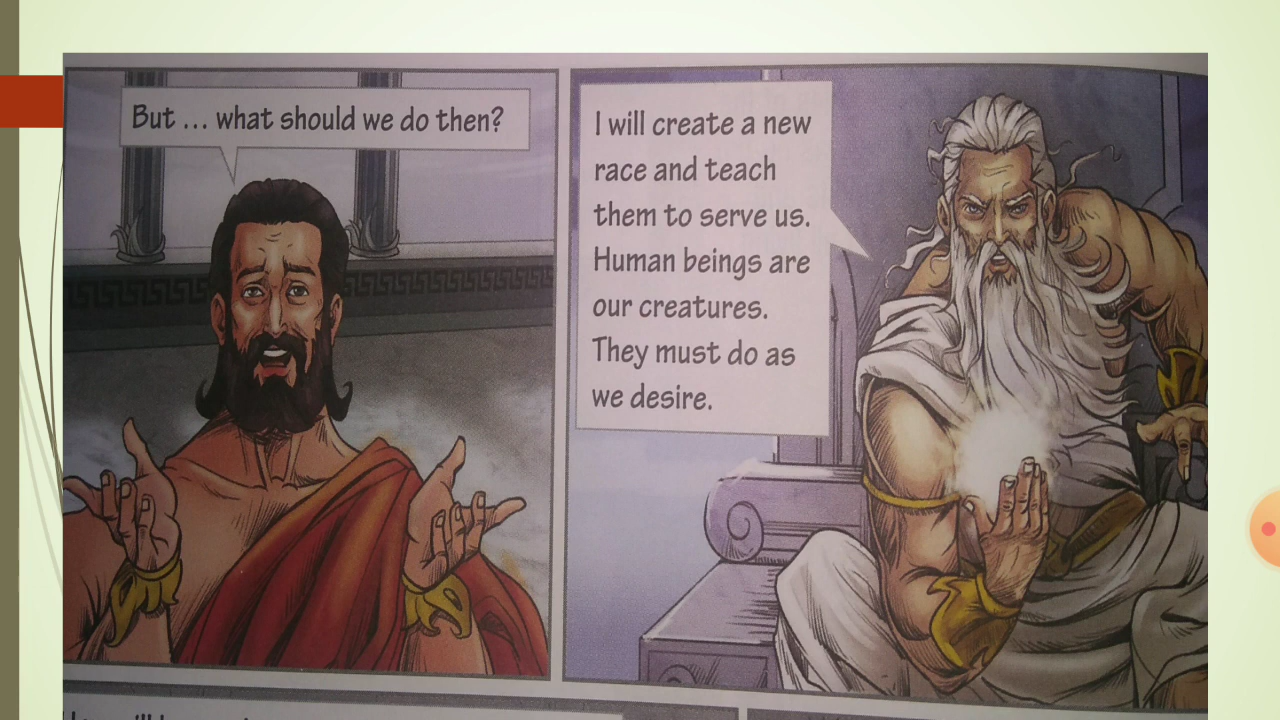 But ... what should we do then?
I will create a new
race and teach
them to serve us.
Human beings are
our creatures.
They must do as
we desire.